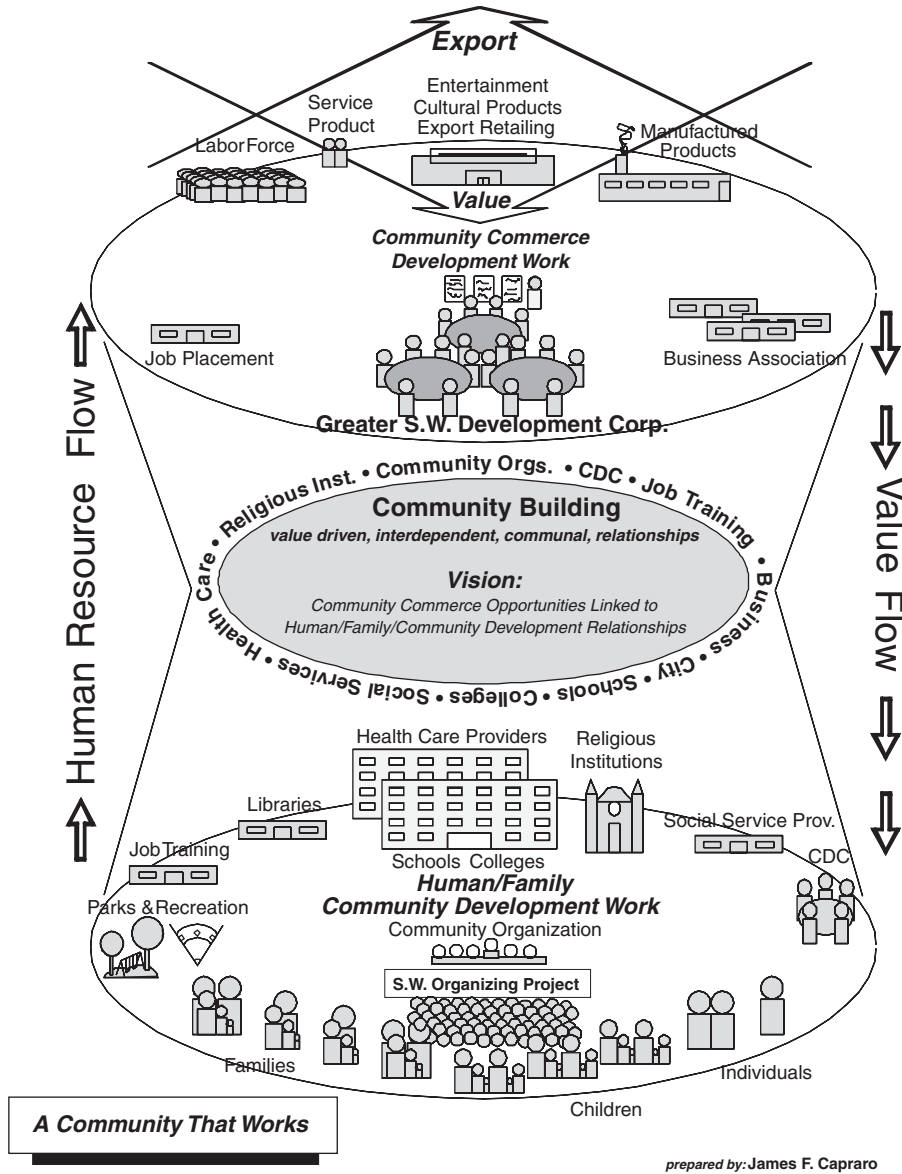 Export
Entertainment
Cultural Products
Export Retailing
Service
Product
Labor Force
Manufactured
Products
Value
Community Commerce
Development Work
Job Placement
Business Association
Greater S.W. Development Corp.
Human Resource Flow
Value Flow
Health Care • Religious Inst. • Community Orgs. • CDC • Job Training • Business • City • Schools • Colleges • Social Services •
Community Building
value driven, interdependent, communal, relationships
Vision:
Community Commerce Opportunities Linked to
Human/Family/Community Development Relationships
Health Care Providers
Religious
Institutions
Libraries
Social Service Prov.
Job Training
Schools Colleges
CDC
Human/Family
Community Development Work
Parks & Recreation
Community Organization
S.W. Organizing Project
Families
Individuals
Children
A Community That Works
prepared by: James F. Capraro